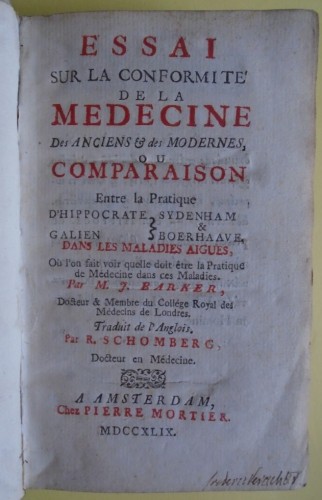 ESSAI
SUR LA CONFORMITE'
DE LA
MEDECINE
Des ANCIENS & des MODERNES,
OU
COMPARAISON
Entre la Pratique
D'HIPPOCRATE, SYDENHAM
&
GALIEN BOERHAAVE,
DANS LES MALADIES AIGUES,
Où l'on fait voir quelle doit être la Pratique
de Médecine dans ces Maladies.
Par M. J. BARKER,
Docteur & Membre du Collége Royal des
Médecins de Londres.
Traduit de l'Anglois.
Par R. SCHOMBERG,
Docteur en Médecine.
A AMSTERDAM,
Chez PIERRE MORTIER.
MDCCXLIX.